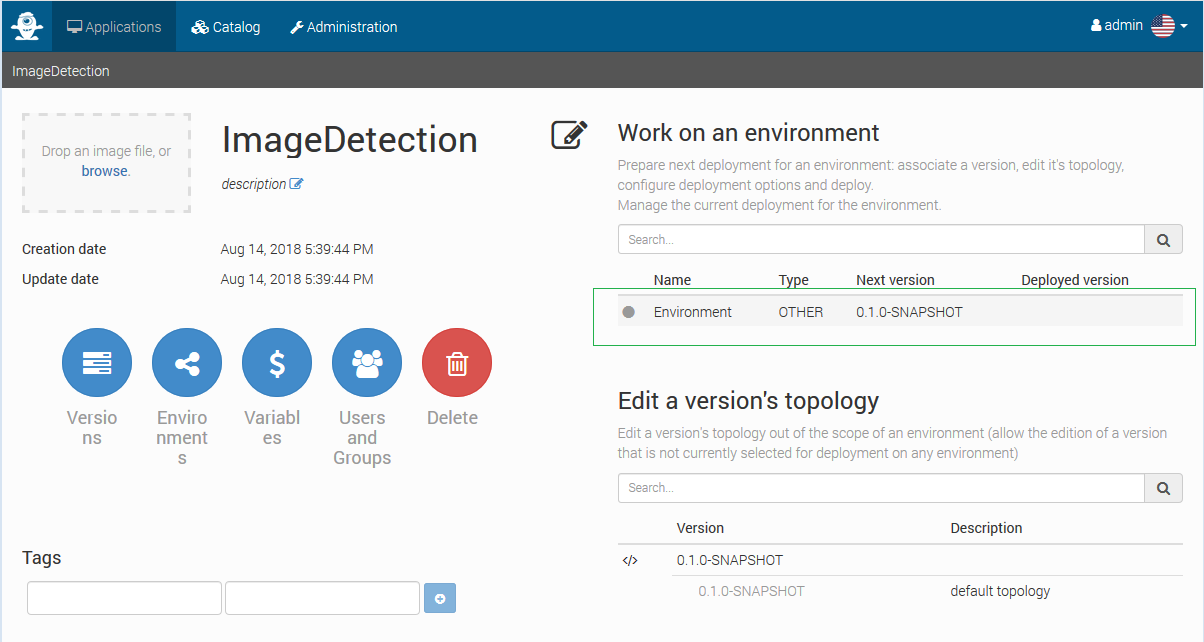 Applications Catalog Administration admin
ImageDetection
Drop an image file, or
browse.
ImageDetection
description
Creation date Aug 14, 2018 5:39:44 PM
Update date Aug 14, 2018 5:39:44 PM
Versio
ns
Enviro
nment
s
Variabl
es
Users
and
Groups
Delete
Tags
Work on an environment
Prepare next deployment for an environment: associate a version, edit it's topology,
configure deployment options and deploy.
Manage the current deployment for the environment.
Search...
Name Type Next version Deployed version
Environment OTHER 0.1.0-SNAPSHOT
Edit a version's topology
Edit a version's topology out of the scope of an environment (allow the edition of a version
that is not currently selected for deployment on any environment)
Search...
Version Description
</> 0.1.0-SNAPSHOT
0.1.0-SNAPSHOT default topology